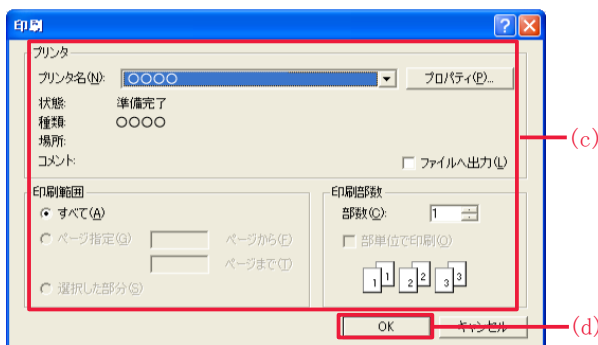 印刷
プリンタ
プリンタ名(N): ○○○○ プロパティ(P)...
状態: 準備完了
種類: ○○○○
場所:
コメント: ファイルへ出力(L)
(c)
印刷範囲
すべて(A)
ページ指定(G) ページから(F)
ページまで(T)
選択した部分(S)
印刷部数
部数(C): 1
部単位で印刷(O)
1 1 2 2 3 3
OK キャンセル
(d)